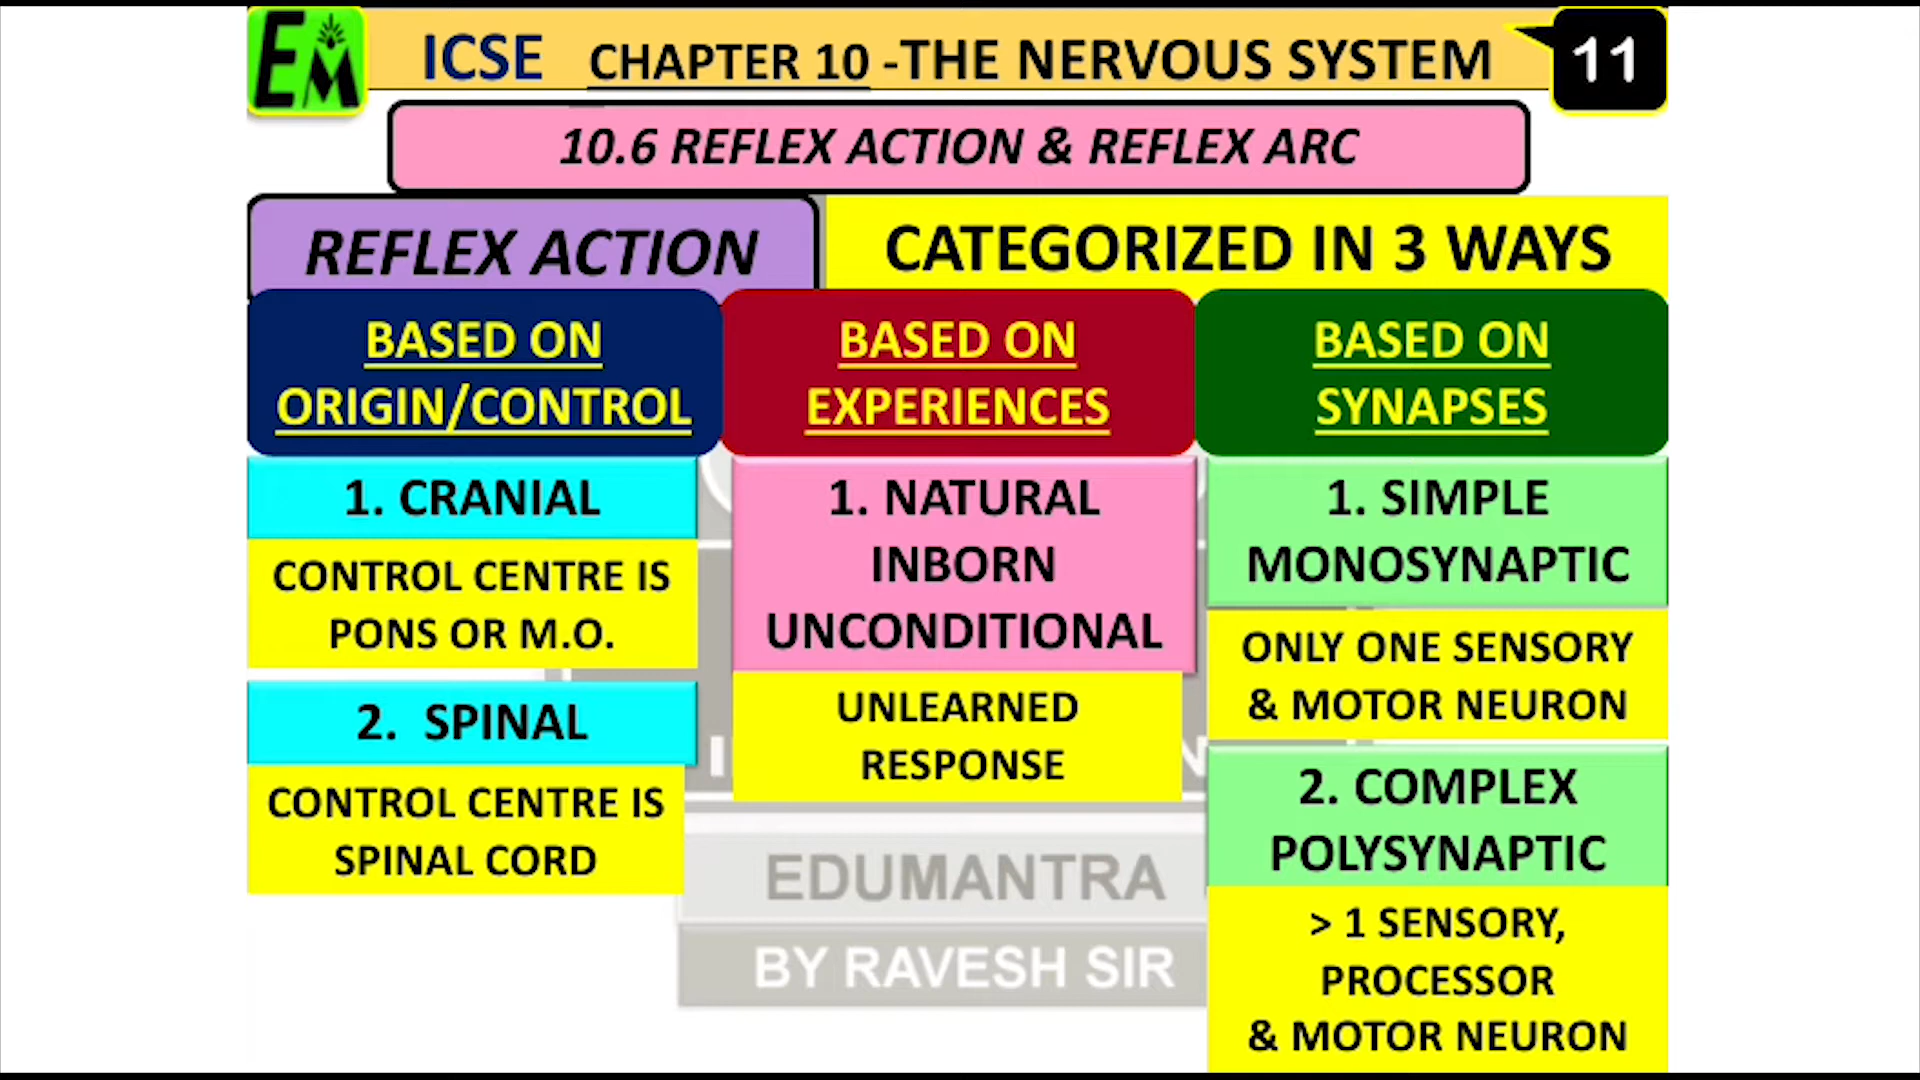 EM
ICSE CHAPTER 10 -THE NERVOUS SYSTEM
11
10.6 REFLEX ACTION & REFLEX ARC
REFLEX ACTION
CATEGORIZED IN 3 WAYS
BASED ON
ORIGIN/CONTROL
1. CRANIAL
CONTROL CENTRE IS
PONS OR M.O.
2. SPINAL
CONTROL CENTRE IS
SPINAL CORD
BASED ON
EXPERIENCES
1. NATURAL
INBORN
UNCONDITIONAL
UNLEARNED
RESPONSE
BASED ON
SYNAPSES
1. SIMPLE
MONOSYNAPTIC
ONLY ONE SENSORY
& MOTOR NEURON
2. COMPLEX
POLYSYNAPTIC
> 1 SENSORY,
PROCESSOR
& MOTOR NEURON
EDUMANTRA
BY RAVESH SIR